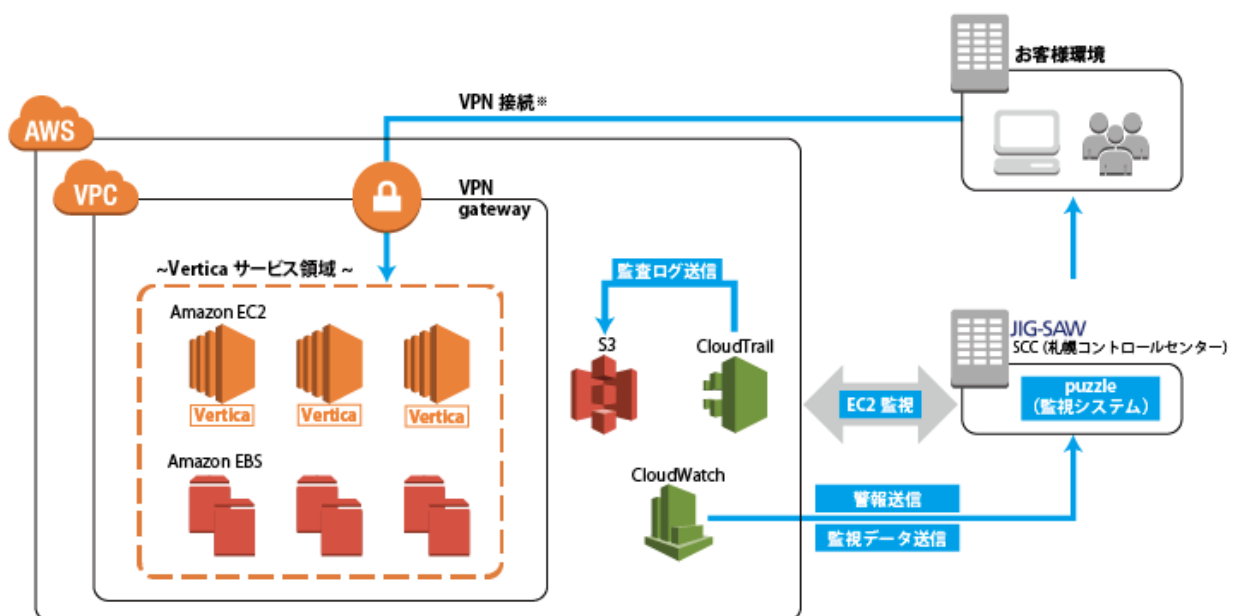 お客様環境
VPN 接続※
AWS
VPC
VPN
gateway
~Vertica サービス領域 ~
監査ログ送信
Amazon EC2
S3
CloudTrail
JIG-SAW
SCC (札幌コントロールセンター)
puzzle
(監視システム)
EC2 監視
Vertica
Vertica
Vertica
Amazon EBS
CloudWatch
警報送信
監視データ送信